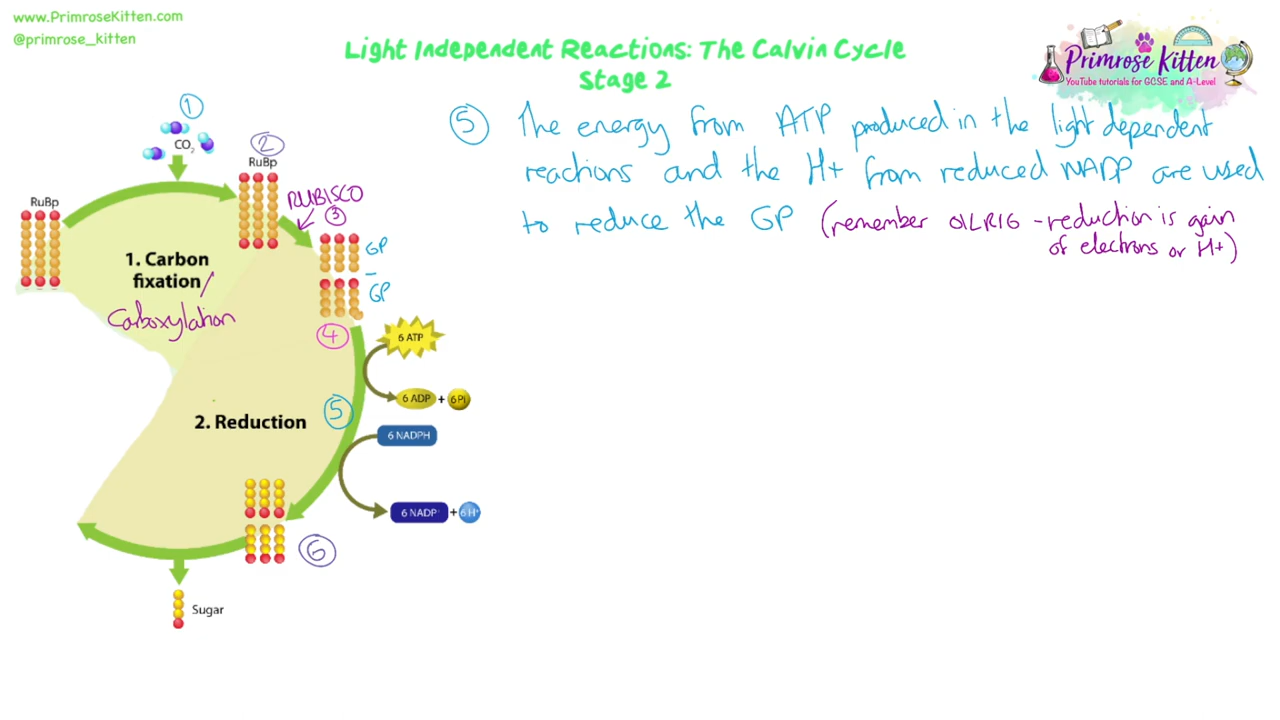 www.PrimroseKitten.com
@primrose_kitten
Light Independent Reactions: The Calvin Cycle
Stage 2
Primrose Kitten
YouTube tutorials for GCSE and A-Level
5 The energy from ATP produced in the light dependent
reactions and the H+ from reduced NADP are used
to reduce the GP (remember OILRIG - reduction is gain
of electrons or H+)
1
CO2
2
RuBp
RuBp
RUBISCO
3
GP
GP
1. Carbon
fixation /
Carboxylation
4
6 ATP
6 ADP + 6 Pi
5
2. Reduction
6 NADPH
6 NADP+ + 6 H+
6
Sugar